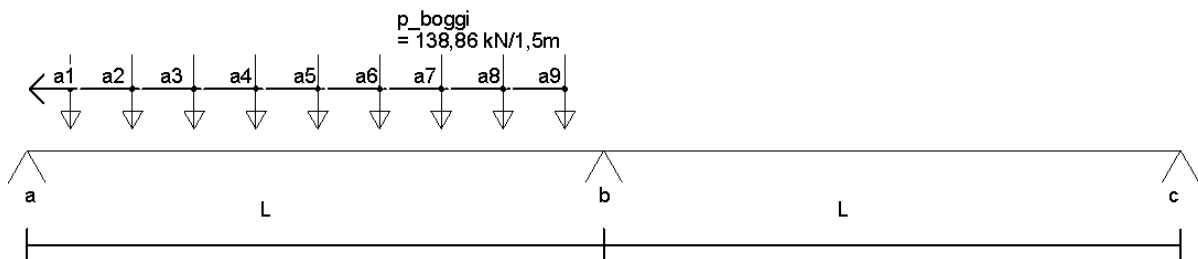 p_boggi
= 138,86 kN/1,5m
a1 a2 a3 a4 a5 a6 a7 a8 a9
a b c
L L